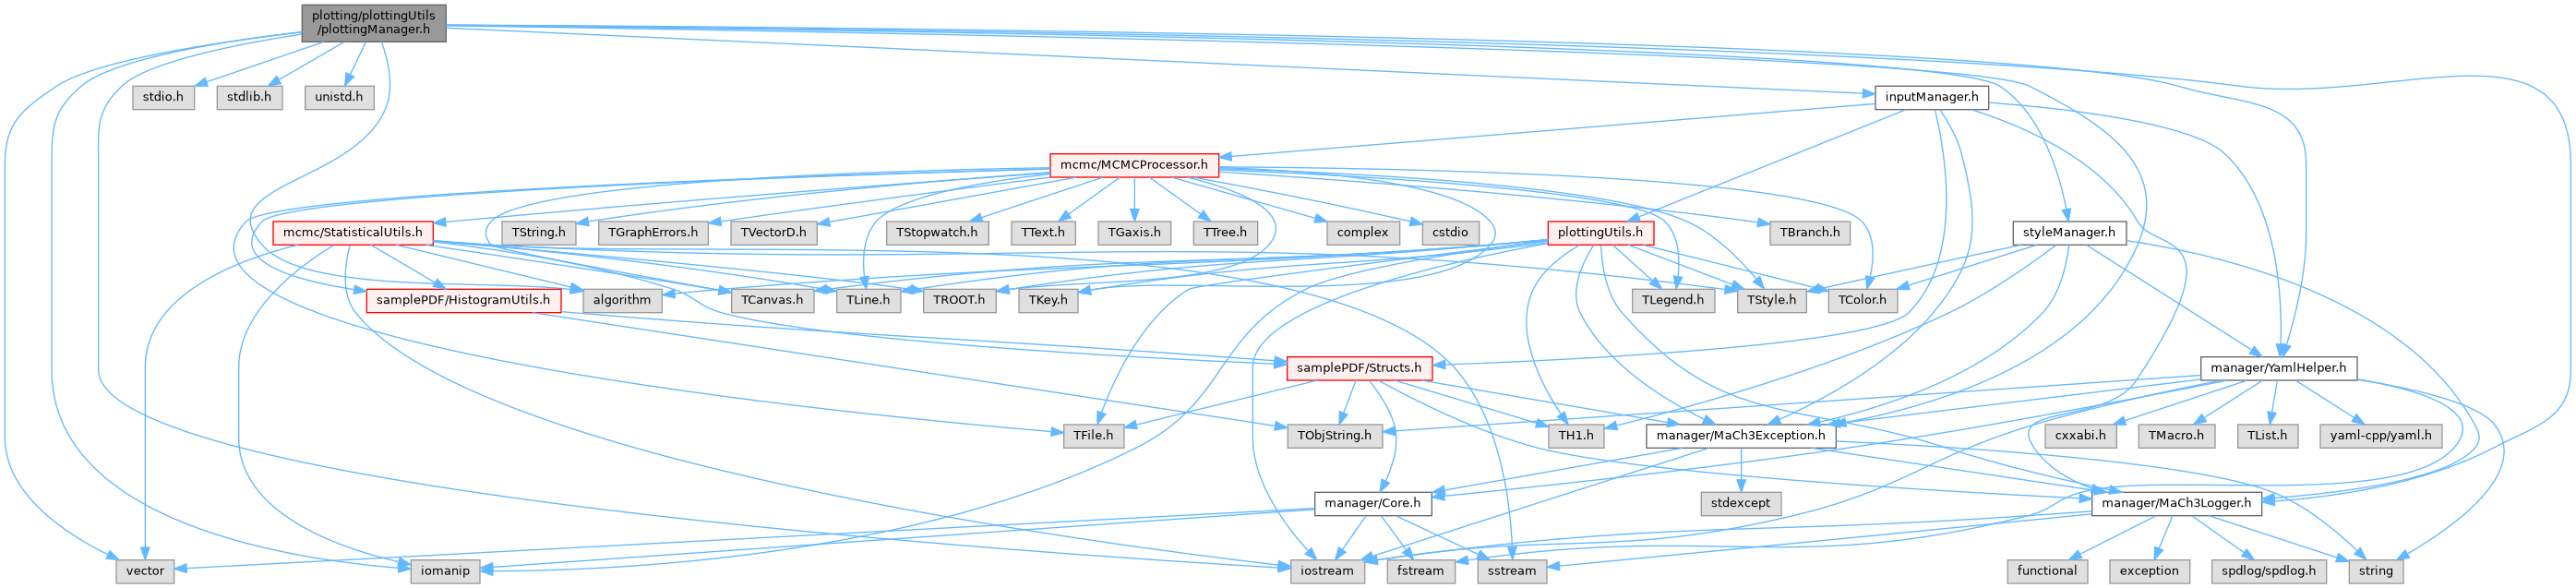 plotting/plottingUtils
/plottingManager.h
stdio.h
stdlib.h
unistd.h
inputManager.h
mcmc/MCMCProcessor.h
mcmc/StatisticalUtils.h
TString.h
TGraphErrors.h
TVectorD.h
TStopwatch.h
TText.h
TGaxis.h
TTree.h
complex
cstdio
plottingUtils.h
TBranch.h
styleManager.h
samplePDF/HistogramUtils.h
algorithm
TCanvas.h
TLine.h
TROOT.h
TKey.h
TLegend.h
TStyle.h
TColor.h
samplePDF/Structs.h
manager/YamlHelper.h
TFile.h
TObjString.h
TH1.h
manager/MaCh3Exception.h
cxxabi.h
TMacro.h
TList.h
yaml-cpp/yaml.h
manager/Core.h
stdexcept
manager/MaCh3Logger.h
vector
iomanip
iostream
fstream
sstream
functional
exception
spdlog/spdlog.h
string